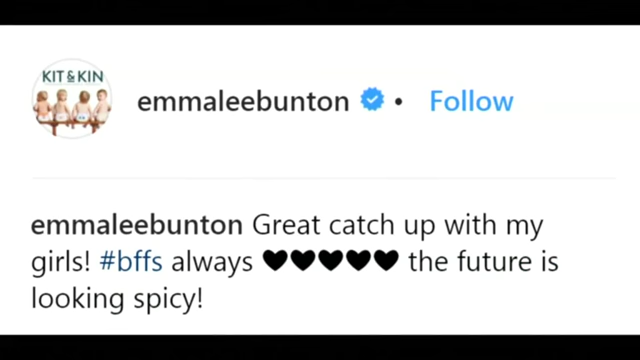 KIT & KIN
emmaleebunton • Follow
emmaleebunton Great catch up with my
girls! #bffs always ♥♥♥♥♥ the future is
looking spicy!